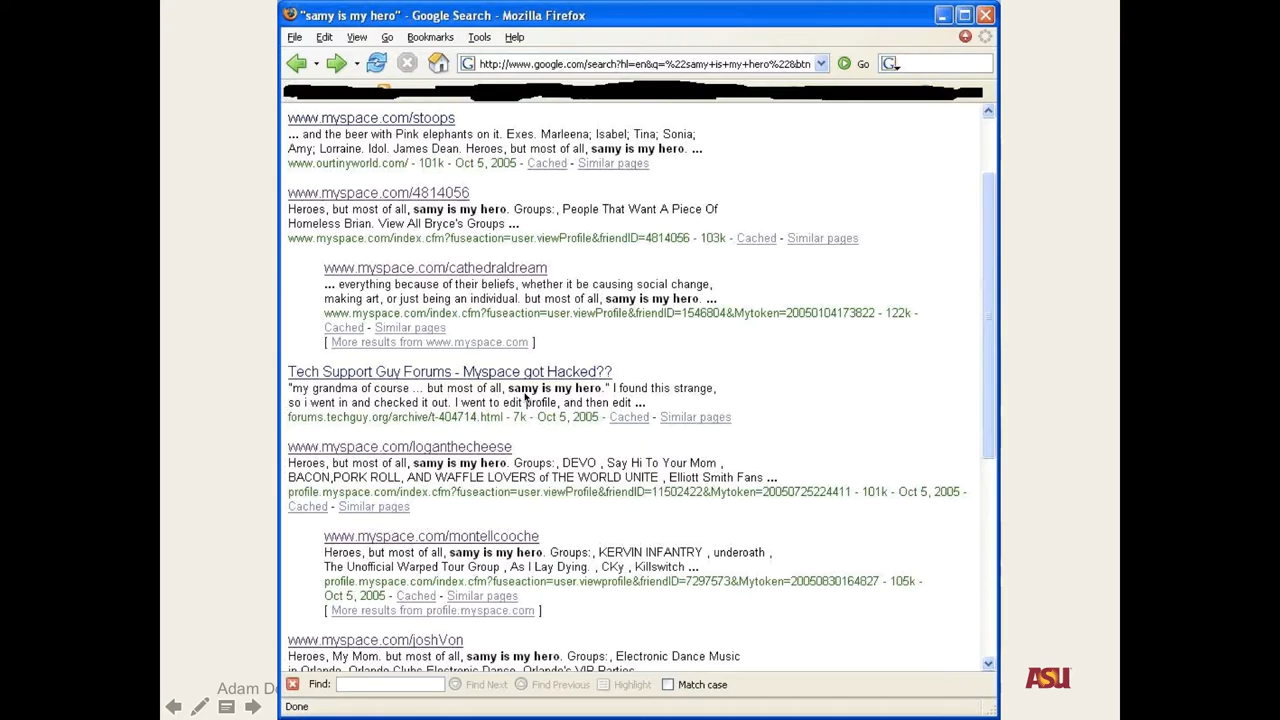 "samy is my hero" - Google Search - Mozilla Firefox
File Edit View Go Bookmarks Tools Help
http://www.google.com/search?hl=en&q=%22samy+is+my+hero%22&btn Go
www.myspace.com/stoops
... and the beer with Pink elephants on it. Exes. Marleena; Isabel; Tina; Sonia;
Amy; Lorraine. Idol. James Dean. Heroes, but most of all, samy is my hero. ...
www.ourtinyworld.com/ - 101k - Oct 5, 2005 - Cached - Similar pages
www.myspace.com/4814056
Heroes, but most of all, samy is my hero. Groups:, People That Want A Piece Of
Homeless Brian. View All Bryce's Groups ...
www.myspace.com/index.cfm?fuseaction=user.viewProfile&friendID=4814056 - 103k - Cached - Similar pages
www.myspace.com/cathedraldream
... everything because of their beliefs, whether it be causing social change,
making art, or just being an individual. but most of all, samy is my hero. ...
www.myspace.com/index.cfm?fuseaction=user.viewProfile&friendID=1546804&Mytoken=20050104173822 - 122k -
Cached - Similar pages
[ More results from www.myspace.com ]
Tech Support Guy Forums - Myspace got Hacked??
"my grandma of course ... but most of all, samy is my hero." I found this strange,
so i went in and checked it out. I went to edit profile, and then edit ...
forums.techguy.org/archive/t-404714.html - 7k - Oct 5, 2005 - Cached - Similar pages
www.myspace.com/loganthecheese
Heroes, but most of all, samy is my hero. Groups:, DEVO , Say Hi To Your Mom ,
BACON,PORK ROLL, AND WAFFLE LOVERS of THE WORLD UNITE , Elliott Smith Fans ...
profile.myspace.com/index.cfm?fuseaction=user.viewProfile&friendID=11502422&Mytoken=20050725224411 - 101k - Oct 5, 2005 -
Cached - Similar pages
www.myspace.com/montellcooche
Heroes, but most of all, samy is my hero. Groups:, KERVIN INFANTRY , underoath ,
The Unofficial Warped Tour Group , As I Lay Dying. , CKy , Killswitch ...
profile.myspace.com/index.cfm?fuseaction=user.viewprofile&friendID=7297573&Mytoken=20050830164827 - 105k -
Oct 5, 2005 - Cached - Similar pages
[ More results from profile.myspace.com ]
www.myspace.com/joshVon
Heroes, My Mom. but most of all, samy is my hero. Groups:, Electronic Dance Music
in Orlando, Orlando Clubs Electronic Dance, Orlando's VIP Parties
Find: Find Next Find Previous Highlight Match case
Done
Adam Do
ASU